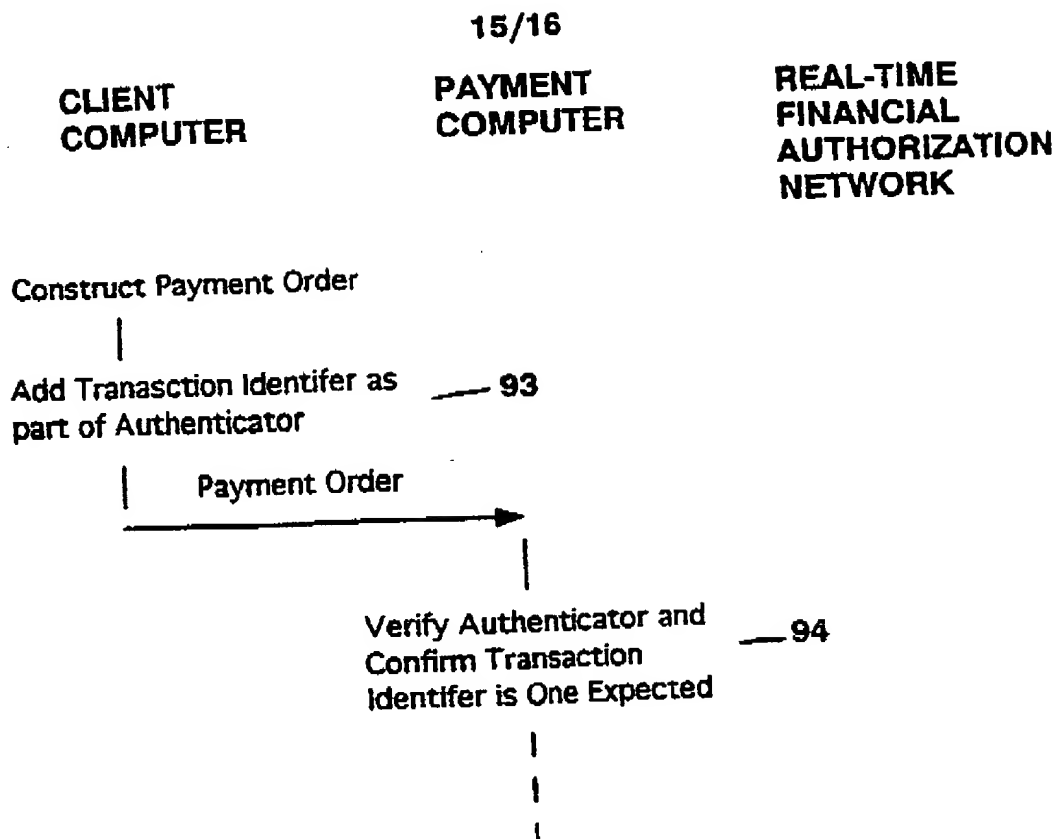 15/16
CLIENT
COMPUTER
PAYMENT
COMPUTER
REAL-TIME
FINANCIAL
AUTHORIZATION
NETWORK
Construct Payment Order
Add Tranasction Identifer as
part of Authenticator
93
Payment Order
Verify Authenticator and
Confirm Transaction
Identifer is One Expected
94